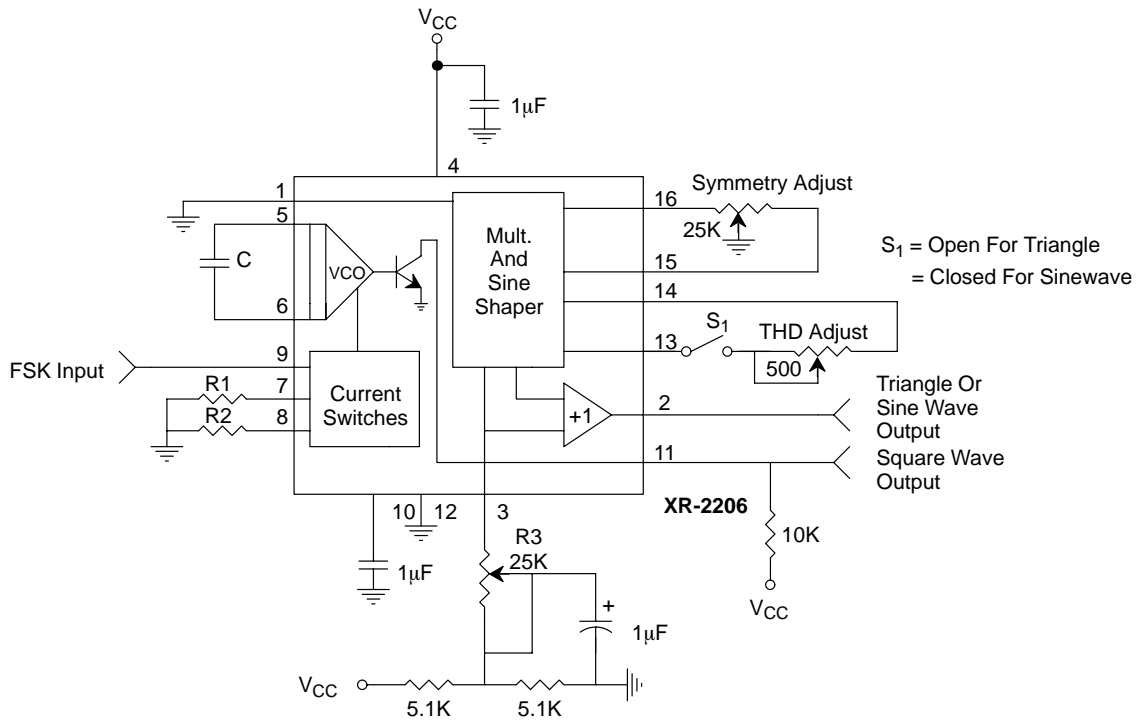 VCC
1μF
4
1
16
Symmetry Adjust
5
25K
S1 = Open For Triangle
= Closed For Sinewave
C
VCO
Mult.
And
Sine
Shaper
15
14
6
S1
THD Adjust
13
500
FSK Input
9
R1
7
R2
8
Current
Switches
+1
2
Triangle Or
Sine Wave
Output
11
Square Wave
Output
XR-2206
10
12
3
R3
25K
10K
1μF
VCC
+
1μF
VCC
5.1K
5.1K